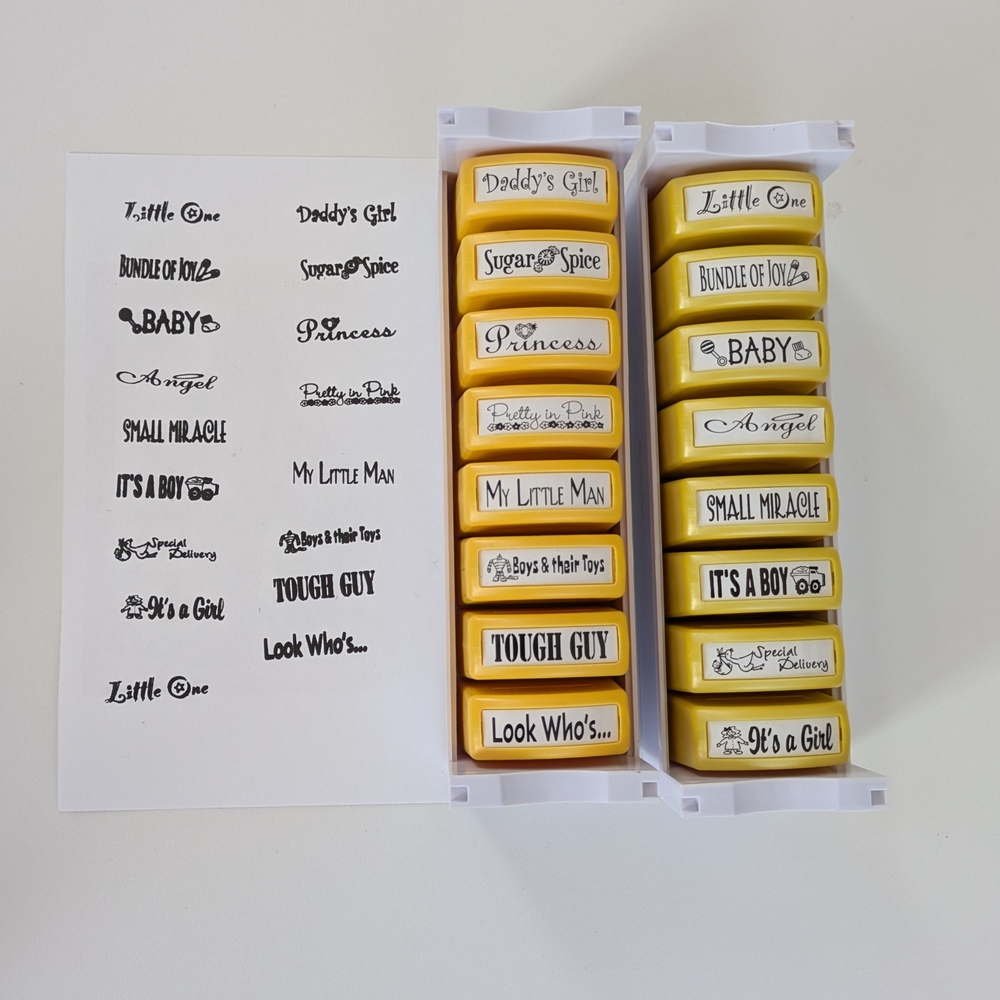 Little One
Bundle of Joy
BABY
Angel
SMALL MIRACLE
IT'S A BOY
Special
Delivery
It's a Girl
Little One
Daddy's Girl
Sugar Spice
Princess
Pretty in Pink
My Little Man
Boys & their Toys
TOUGH GUY
Look Who's...
Daddy's Girl
Sugar Spice
Princess
Pretty in Pink
My Little Man
Boys & their Toys
TOUGH GUY
Look Who's...
Little One
Bundle of Joy
BABY
Angel
SMALL MIRACLE
IT'S A BOY
Special
Delivery
It's a Girl